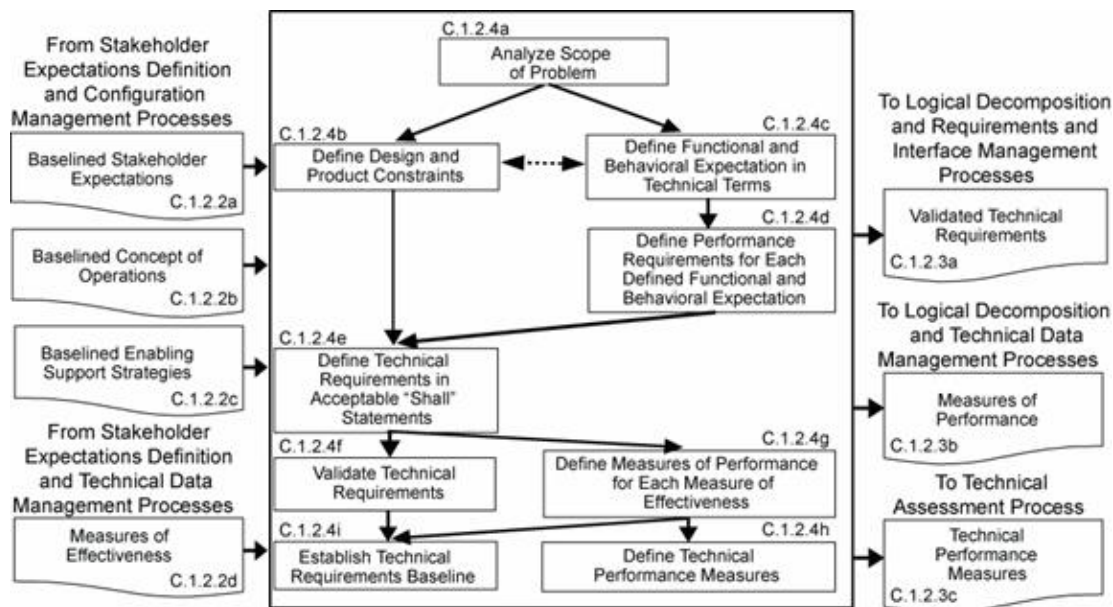 From Stakeholder
Expectations Definition
and Configuration
Management Processes
Baselined Stakeholder
Expectations
C.1.2.2a
Baselined Concept of
Operations
C.1.2.2b
Baselined Enabling
Support Strategies
C.1.2.2c
From Stakeholder
Expectations Definition
and Technical Data
Management Processes
Measures of
Effectiveness
C.1.2.2d
C.1.2.4a
Analyze Scope
of Problem
C.1.2.4b
Define Design and
Product Constraints
C.1.2.4c
Define Functional and
Behavioral Expectation in
Technical Terms
C.1.2.4d
Define Performance
Requirements for Each
Defined Functional and
Behavioral Expectation
C.1.2.4e
Define Technical
Requirements in
Acceptable “Shall”
Statements
C.1.2.4f
Validate Technical
Requirements
C.1.2.4g
Define Measures of Performance
for Each Measure of
Effectiveness
C.1.2.4i
Establish Technical
Requirements Baseline
C.1.2.4h
Define Technical
Performance Measures
To Logical Decomposition
and Requirements and
Interface Management
Processes
Validated Technical
Requirements
C.1.2.3a
To Logical Decomposition
and Technical Data
Management Processes
Measures of
Performance
C.1.2.3b
To Technical
Assessment Process
Technical
Performance
Measures
C.1.2.3c